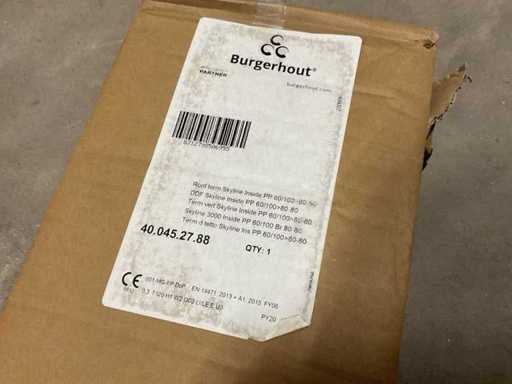 Burgerhout®
PARTNER
burgerhout.com
Roof term Skyline Inside PP 60/100>80-80
DDF Skyline Inside PP 60/100>80-80
Term vert Skyline Inside PP 60/100>80-80
Skyline 3000 Inside PP 60/100 Br 80-80
Term d tetto Skyline Ins PP 60/100>80-80
40.045.27.88
QTY: 1
CE
EN 14471: 2013 + A1: 2015
PY20